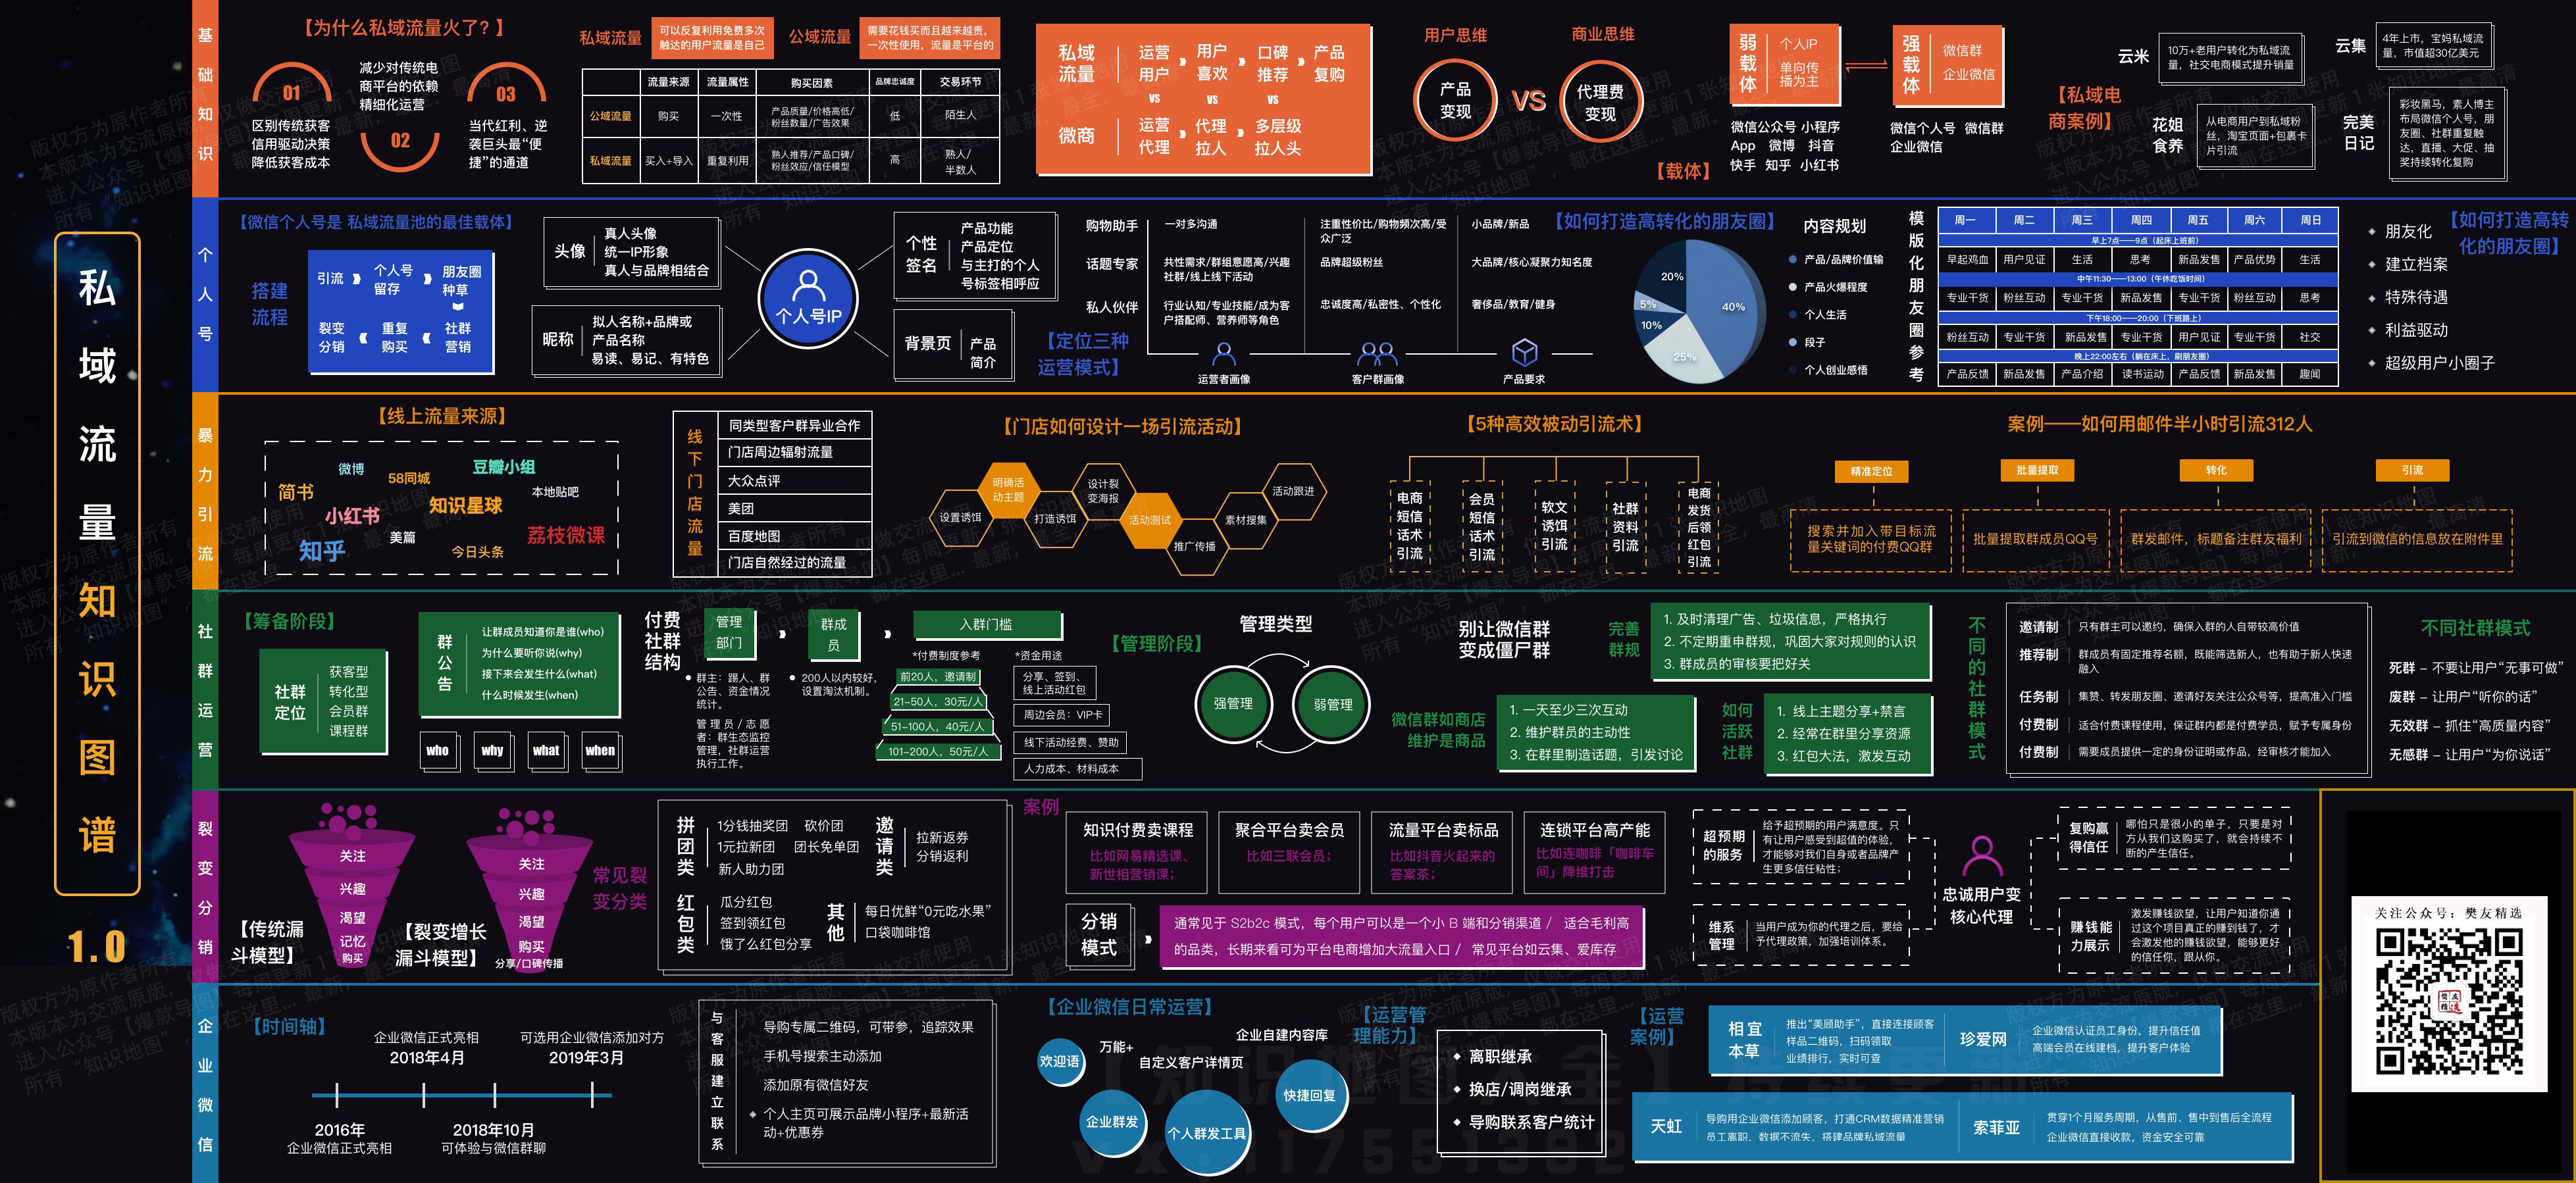 私域流量知识图谱
1.0
基础知识
【为什么私域流量火了?】
01
区别传统获客
信用驱动决策
降低获客成本
减少对传统电
商平台的依赖
精细化运营
02
03
当代红利、逆
袭巨头最“便
捷”的通道
私域流量
可以反复利用免费多次
触达的用户流量是自己
公域流量
需要花钱买而且越来越贵,
一次性使用,流量是平台的
流量来源 流量属性 购买因素 品牌忠诚度 交易环节
公域流量 购买 一次性 产品质量/价格高低/ 低 陌生人
粉丝数量/广告效果
私域流量 买入+导入 重复利用 熟人推荐/产品口碑/ 高 熟人/
粉丝效应/信任模型 半数人
私域
流量
运营
用户
用户
喜欢
口碑
推荐
产品
复购
VS VS VS
微商
运营
代理
代理
拉人
多层级
拉人头
用户思维
产品
变现
VS
商业思维
代理费
变现
【载体】
弱载体
个人IP
单向传
播为主
强载体
微信群
企业微信
微信公众号 小程序
App 微博 抖音
快手 知乎 小红书
微信个人号 微信群
企业微信
【私域电
商案例】
云米
10万+老用户转化为私域流
量,社交电商模式提升销量
云集
4年上市,宝妈私域流
量,市值超30亿美元
花姐
食养
从电商用户到私域粉
丝,淘宝页面+包裹卡
片引流
完美
日记
彩妆黑马,素人博主
布局微信个人号,朋
友圈、社群重复触
达,直播、大促、抽
奖持续转化复购
个人号
【微信个人号是 私域流量池的最佳载体】
搭建
流程
引流
个人号
留存
朋友圈
种草
裂变
分销
重复
购买
社群
营销
头像
真人头像
统一IP形象
真人与品牌相结合
昵称
拟人名称+品牌或
产品名称
易读、易记、有特色
个人号IP
个性
签名
产品功能
产品定位
与主打的个人
号标签相呼应
背景页
产品
简介
【定位三种
运营模式】
购物助手 一对多沟通 注重性价比/购物频次高/受 小品牌/新品
众广泛
话题专家 共性需求/群组意愿高/兴趣 品牌超级粉丝 大品牌/核心凝聚力知名度
社群/线上线下活动
私人伙伴 行业认知/专业技能/成为客 忠诚度高/私密性、个性化 奢侈品/教育/健身
户搭配师、营养师等角色
运营者画像 客户群画像 产品要求
【如何打造高转化的朋友圈】
20%
5%
10%
25%
40%
内容规划
产品/品牌价值输
产品火爆程度
个人生活
段子
个人创业感悟
模版化朋友圈参考
周一 周二 周三 周四 周五 周六 周日
早上7点——9点(起床上班前)
早起鸡血 用户见证 生活 思考 新品发售 产品优势 生活
中午11:30——13:00(午休吃饭时间)
专业干货 粉丝互动 专业干货 新品发售 专业干货 粉丝互动 思考
下午18:00——20:00(下班路上)
粉丝互动 专业干货 新品发售 专业干货 用户见证 专业干货 社交
晚上22:00左右(躺在床上,刷朋友圈)
产品反馈 新品发售 产品介绍 读书运动 产品反馈 新品发售 趣闻
【如何打造高转
化的朋友圈】
朋友化
建立档案
特殊待遇
利益驱动
超级用户小圈子
暴力引流
【线上流量来源】
微博
58同城
豆瓣小组
简书
知识星球
本地贴吧
小红书
美篇
荔枝微课
知乎
今日头条
线下门店流量
同类型客户群异业合作
门店周边辐射流量
大众点评
美团
百度地图
门店自然经过的流量
【门店如何设计一场引流活动】
设置诱饵
明确活
动主题
打造诱饵
设计裂
变海报
活动测试
推广传播
素材搜集
活动跟进
【5种高效被动引流术】
电商
短信
话术
引流
会员
短信
话术
引流
软文
诱饵
引流
社群
资料
引流
电商
发货
后领
红包
引流
案例——如何用邮件半小时引流312人
精准定位
搜索并加入带目标流
量关键词的付费QQ群
批量提取
批量提取群成员QQ号
转化
群发邮件,标题备注群友福利
引流
引流到微信的信息放在附件里
社群运营
【筹备阶段】
社群
定位
获客型
转化型
会员群
课程群
群公告
让群成员知道你是谁(who)
为什么要听你说(why)
接下来会发生什么(what)
什么时候发生(when)
who why what when
付费
社群
结构
管理
部门
群主:踢人、群
公告、资金情况
统计。
管理员/志愿
者:群生态监控
管理,社群运营
执行工作。
群成
员
200人以内较好,
设置淘汰机制。
入群门槛
*付费制度参考
前20人,邀请制
21-50人,30元/人
51-100人,40元/人
101-200人,50元/人
*资金用途
分享、签到、
线上活动红包
周边会员:VIP卡
线下活动经费、赞助
人力成本、材料成本
【管理阶段】
管理类型
强管理
弱管理
别让微信群
变成僵尸群
完善
群规
1. 及时清理广告、垃圾信息,严格执行
2. 不定期重申群规,巩固大家对规则的认识
3. 群成员的审核要把好关
微信群如商店
维护是商品
1. 一天至少三次互动
2. 维护群员的主动性
3. 在群里制造话题,引发讨论
如何
活跃
社群
1. 线上主题分享+禁言
2. 经常在群里分享资源
3. 红包大法,激发互动
不同的社群模式
邀请制 只有群主可以邀约,确保入群的人自带较高价值
推荐制 群成员有固定推荐名额,既能筛选新人,也有助于新人快速
融入
任务制 集赞、转发朋友圈、邀请好友关注公众号等,提高准入门槛
付费制 适合付费课程使用,保证群内都是付费学员,赋予专属身份
付费制 需要成员提供一定的身份证明或作品,经审核才能加入
不同社群模式
死群 – 不要让用户“无事可做”
废群 – 让用户“听你的话”
无效群 – 抓住“高质量内容”
无感群 – 让用户“为你说话”
裂变分销
【传统漏
斗模型】
关注
兴趣
渴望
记忆
购买
【裂变增长
漏斗模型】
关注
兴趣
渴望
购买
分享/口碑传播
常见裂
变分类
拼团类
1分钱抽奖团 砍价团
1元拉新团 团长免单团
新人助力团
邀请类
拉新返券
分销返利
红包类
瓜分红包
签到领红包
饿了么红包分享
其他
每日优鲜“0元吃水果”
口袋咖啡馆
案例
知识付费卖课程
比如网易精选课、
新世相营销课;
聚合平台卖会员
比如三联会员;
流量平台卖标品
比如抖音火起来的
答案茶;
连锁平台高产能
比如连咖啡「咖啡车
间」降维打击
分销
模式
通常见于 S2b2c 模式,每个用户可以是一个小 B 端和分销渠道 / 适合毛利高
的品类,长期来看可为平台电商增加大流量入口 / 常见平台如云集、爱库存
超预期
的服务
给予超预期的用户满意度。只
有让用户感受到超值的体验,
才能够对我们自身或者品牌产
生更多信任粘性;
维系
管理
当用户成为你的代理之后,要给
予代理政策,加强培训体系。
忠诚用户变
核心代理
复购赢
得信任
哪怕只是很小的单子,只要是对
方从我们这购买了,就会持续不
断的产生信任。
赚钱能
力展示
激发赚钱欲望,让用户知道你通
过这个项目真正的赚到钱了,才
会激发他的赚钱欲望,能够更好
的信任你,跟从你。
关注公众号:樊友精选
企业微信
【时间轴】
企业微信正式亮相
2018年4月
可选用企业微信添加对方
2019年3月
2016年
企业微信正式亮相
2018年10月
可体验与微信群聊
与客服建立联系
导购专属二维码,可带参,追踪效果
手机号搜索主动添加
添加原有微信好友
个人主页可展示品牌小程序+最新活
动+优惠券
【企业微信日常运营】
欢迎语
万能+
企业自建内容库
自定义客户详情页
企业群发
个人群发工具
快捷回复
【运营管
理能力】
离职继承
换店/调岗继承
导购联系客户统计
【运营
案例】
相宜
本草
推出“美顾助手”,直接连接顾客
样品二维码,扫码领取
业绩排行,实时可查
珍爱网
企业微信认证员工身份,提升信任值
高端会员在线建档,提升客户体验
天虹
导购用企业微信添加顾客,打通CRM数据精准营销
员工离职,数据不流失,搭建品牌私域流量
索菲亚
贯穿1个月服务周期,从售前、售中到售后全流程
企业微信直接收款,资金安全可靠